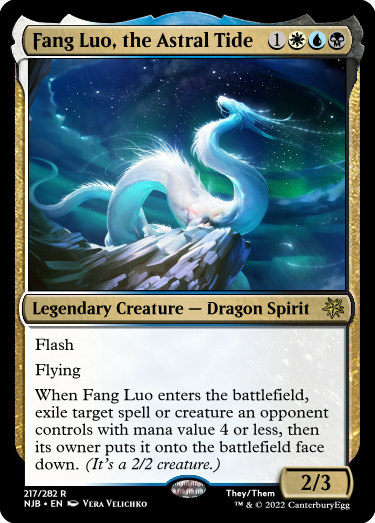 Fang Luo, the Astral Tide 1
Legendary Creature — Dragon Spirit
Flash
Flying
When Fang Luo enters the battlefield,
exile target spell or creature an opponent
controls with mana value 4 or less, then
its owner puts it onto the battlefield face
down. (It's a 2/2 creature.)
2/3
217/282 R They/Them
NJB • EN Vera Velichko ™ & © 2022 CanterburyEgg